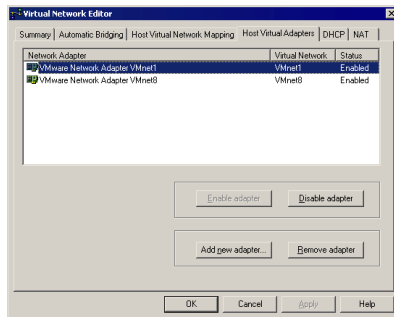 Virtual Network Editor
Summary Automatic Bridging Host Virtual Network Mapping Host Virtual Adapters DHCP NAT
Network Adapter Virtual Network Status
VMware Network Adapter VMnet1 VMnet1 Enabled
VMware Network Adapter VMnet8 VMnet8 Enabled
Enable adapter Disable adapter
Add new adapter... Remove adapter
OK Cancel Apply Help